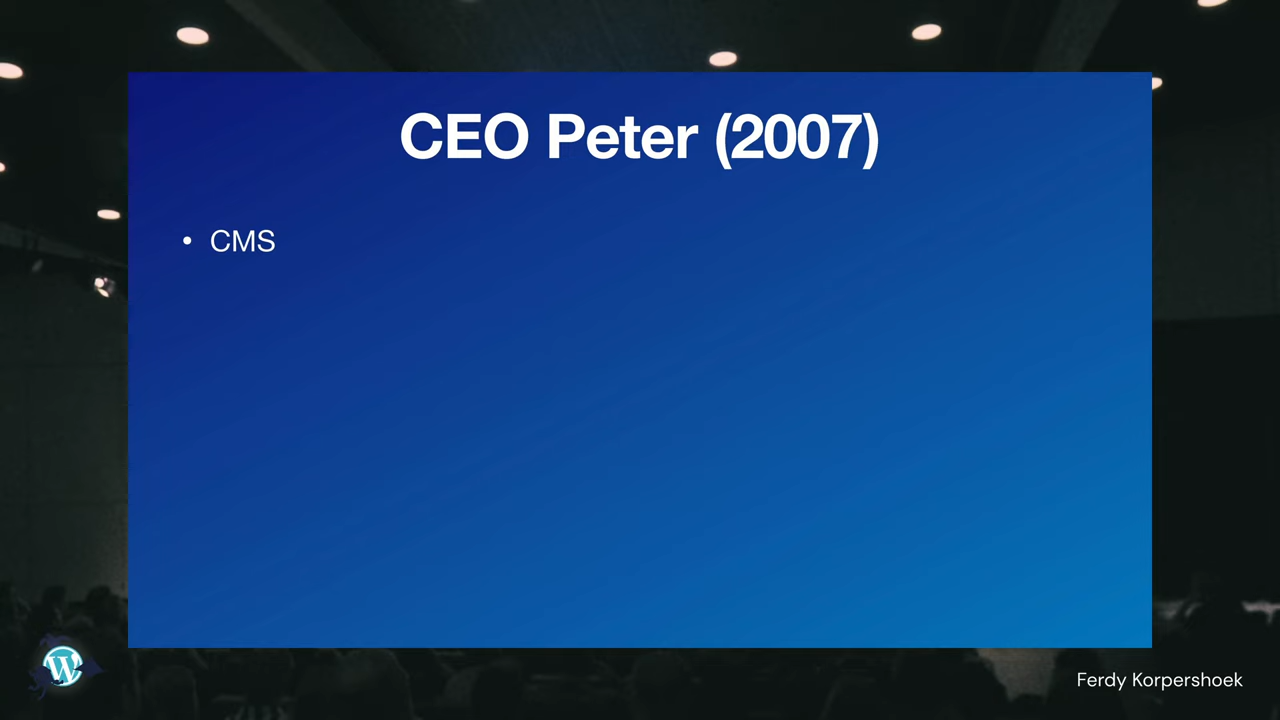 CEO Peter (2007)
• CMS
W
Ferdy Korpershoek